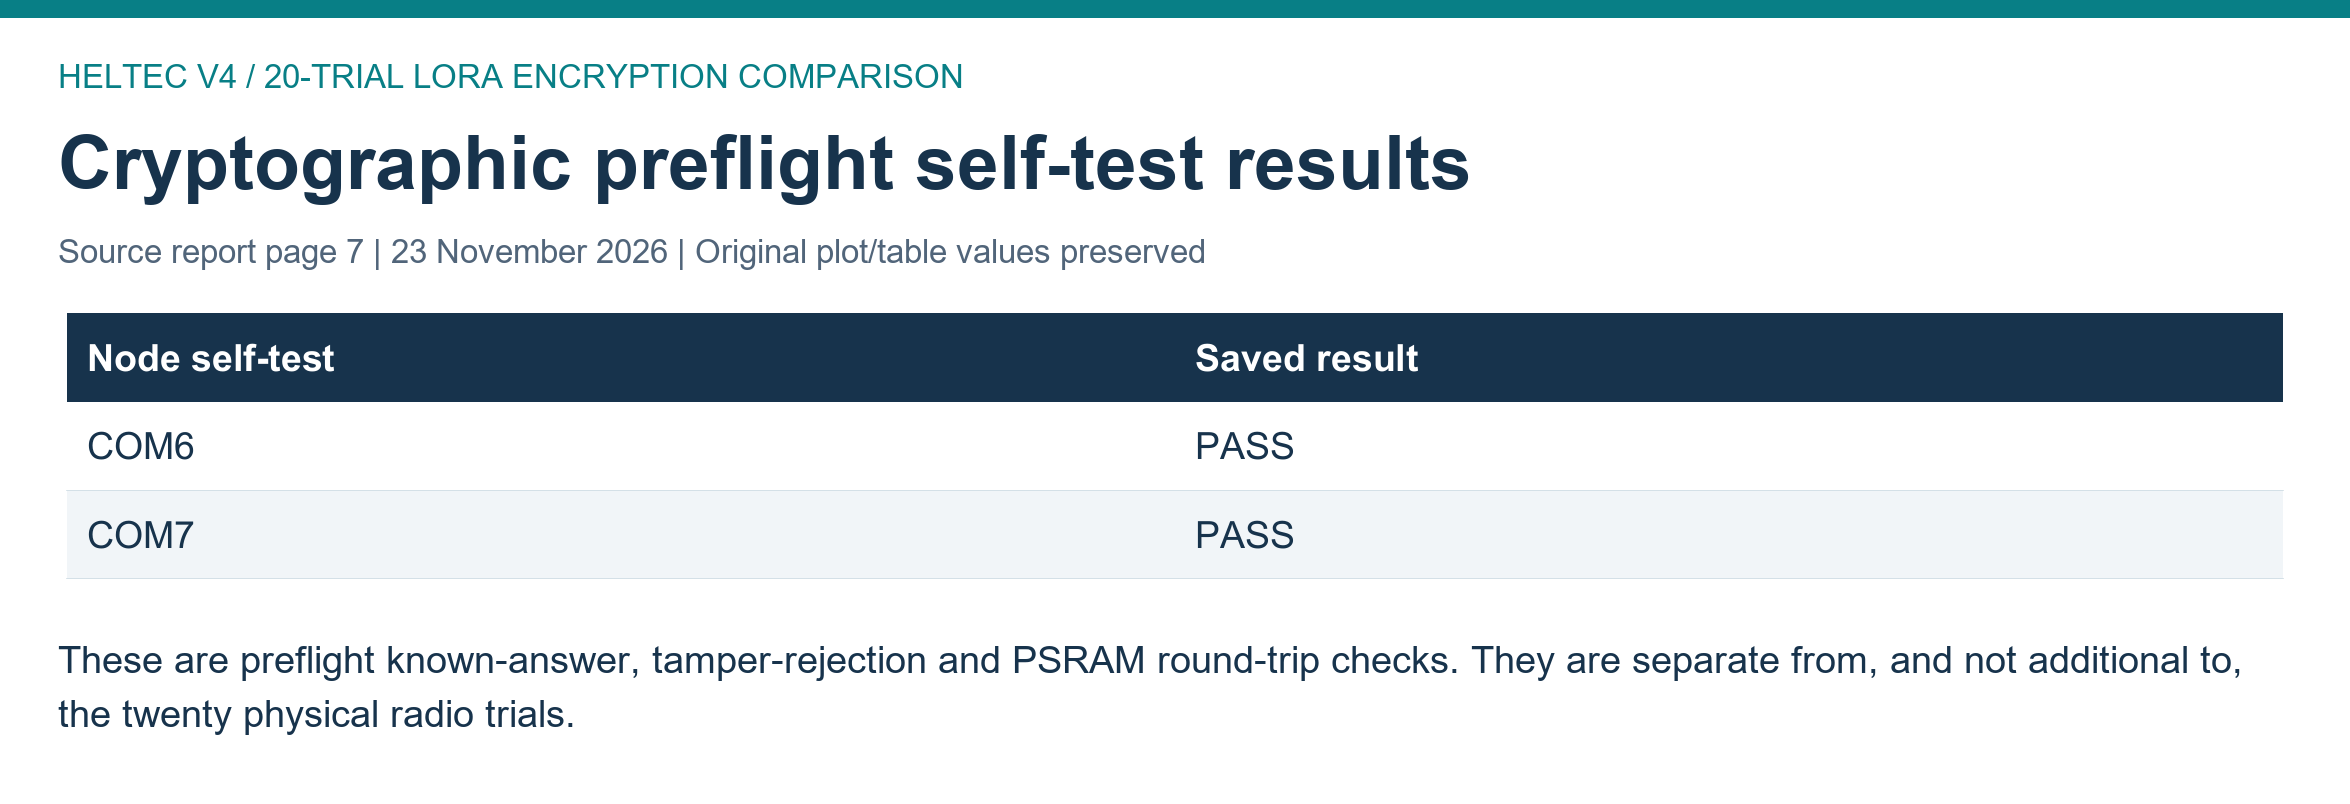 HELTEC V4 / 20-TRIAL LORA ENCRYPTION COMPARISON
Cryptographic preflight self-test results
Source report page 7 | 23 November 2026 | Original plot/table values preserved
Node self-test Saved result
COM6 PASS
COM7 PASS
These are preflight known-answer, tamper-rejection and PSRAM round-trip checks. They are separate from, and not additional to,
the twenty physical radio trials.